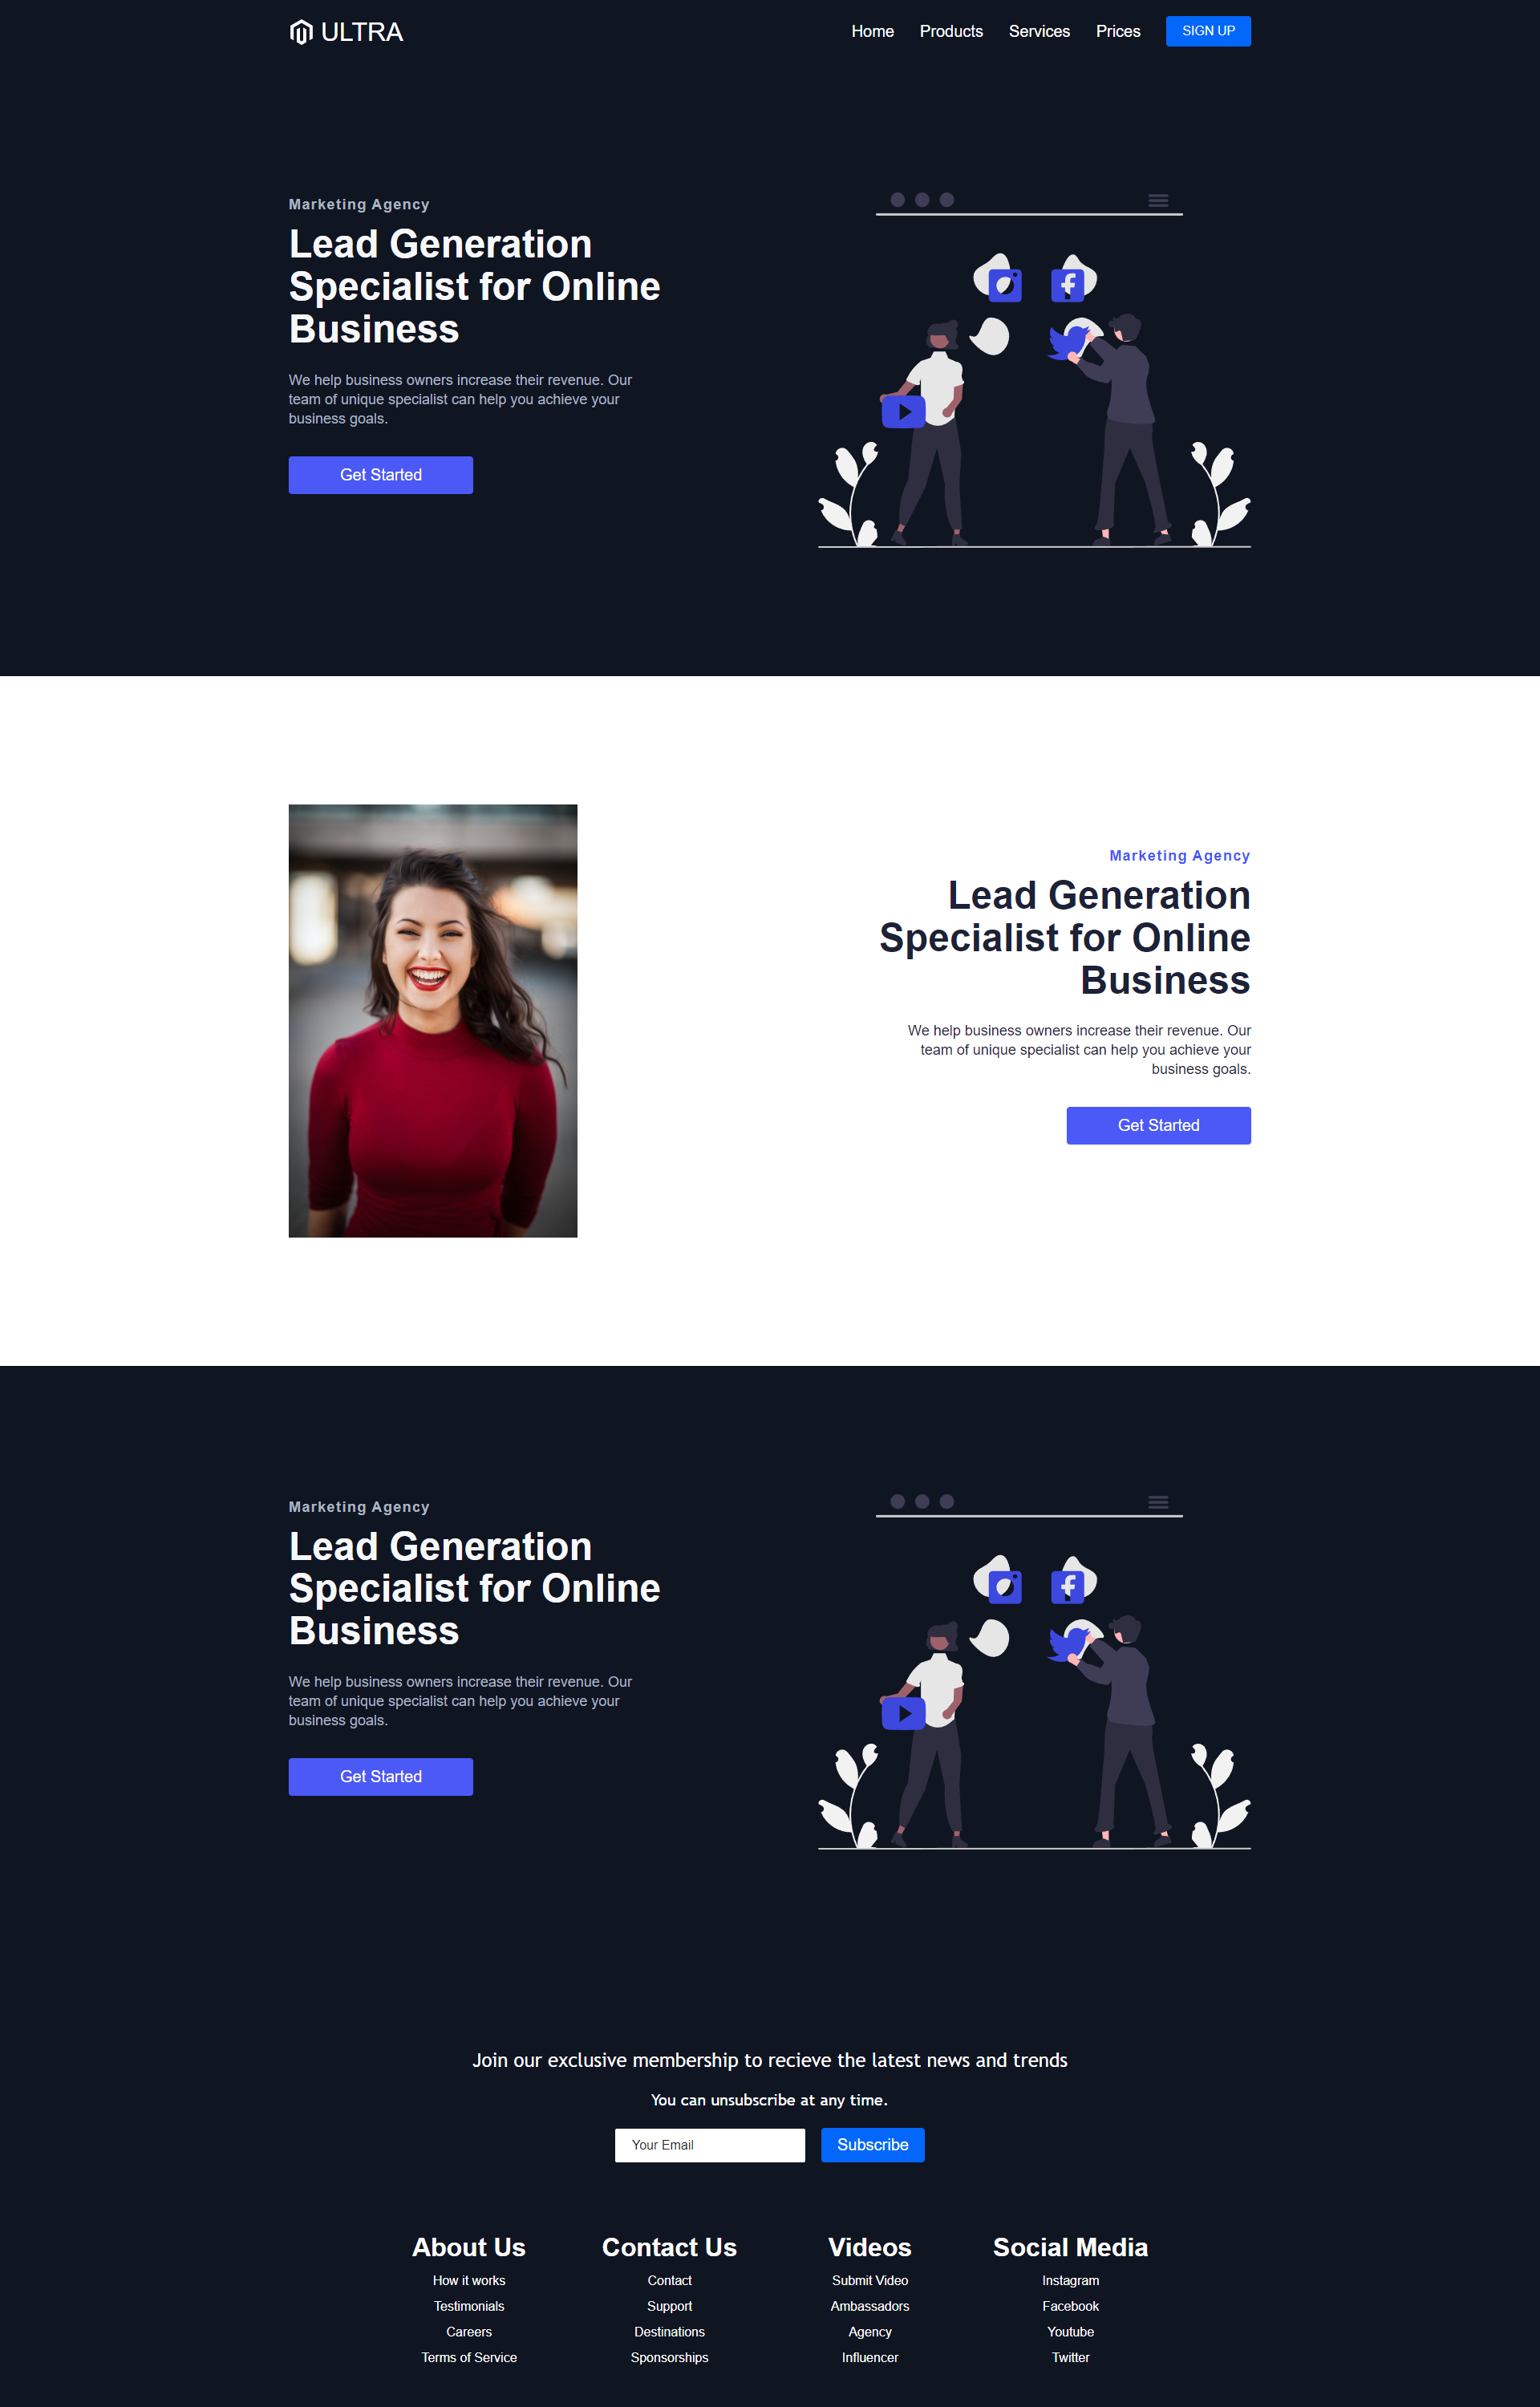 ULTRA
Home Products Services Prices SIGN UP
Marketing Agency
Lead Generation
Specialist for Online
Business
We help business owners increase their revenue. Our
team of unique specialist can help you achieve your
business goals.
Get Started
Marketing Agency
Lead Generation
Specialist for Online
Business
We help business owners increase their revenue. Our
team of unique specialist can help you achieve your
business goals.
Get Started
Marketing Agency
Lead Generation
Specialist for Online
Business
We help business owners increase their revenue. Our
team of unique specialist can help you achieve your
business goals.
Get Started
Join our exclusive membership to recieve the latest news and trends
You can unsubscribe at any time.
Your Email Subscribe
About Us
How it works
Testimonials
Careers
Terms of Service
Contact Us
Contact
Support
Destinations
Sponsorships
Videos
Submit Video
Ambassadors
Agency
Influencer
Social Media
Instagram
Facebook
Youtube
Twitter